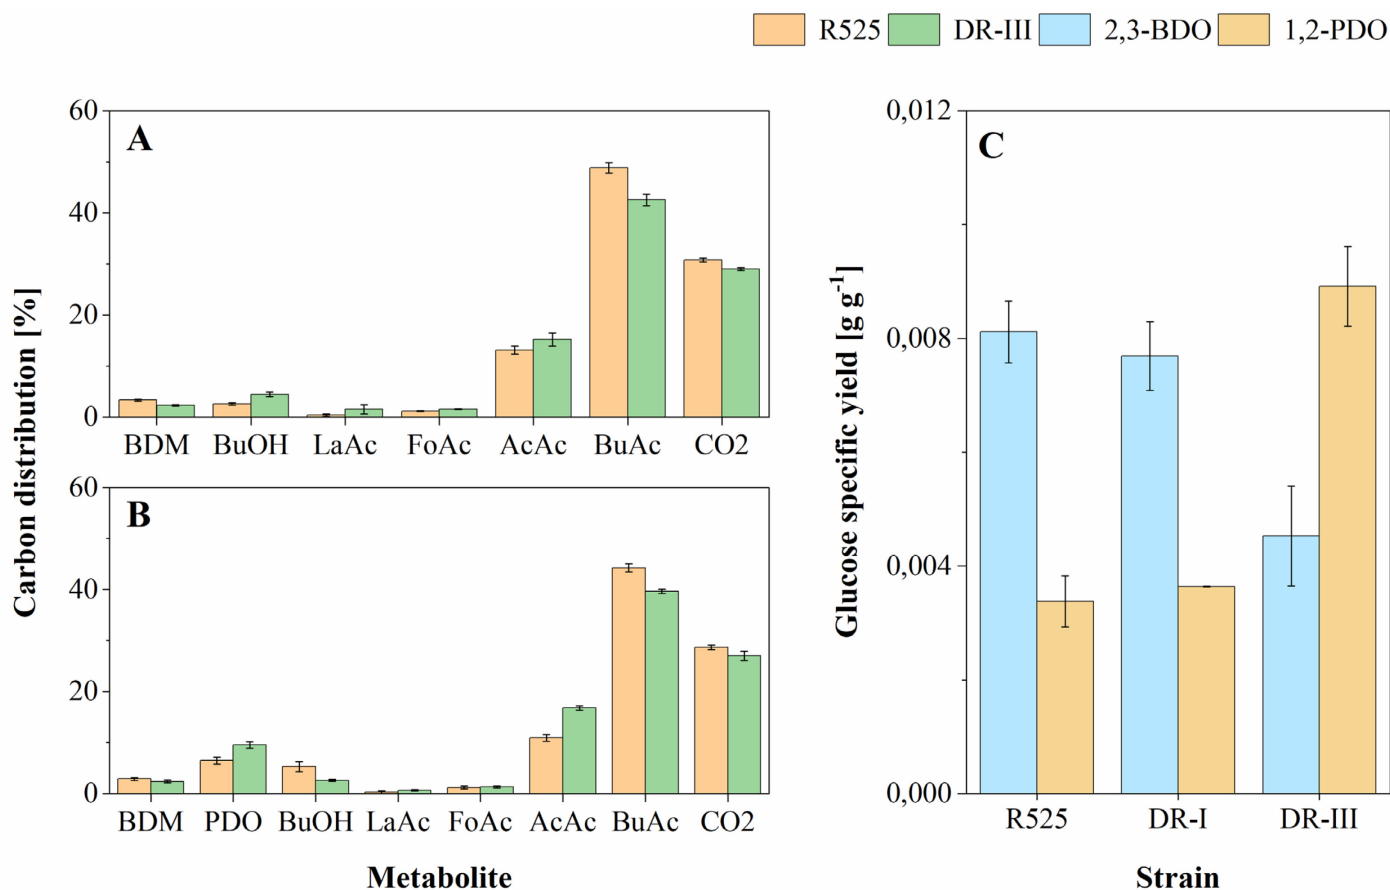 R525 DR-III 2,3-BDO 1,2-PDO
Carbon distribution [%]
A
60
40
20
0
BDM BuOH LaAc FoAc AcAc BuAc CO2
B
60
40
20
0
BDM PDO BuOH LaAc FoAc AcAc BuAc CO2
Metabolite
Glucose specific yield [g g⁻¹]
C
0,012
0,008
0,004
0,000
R525 DR-I DR-III
Strain